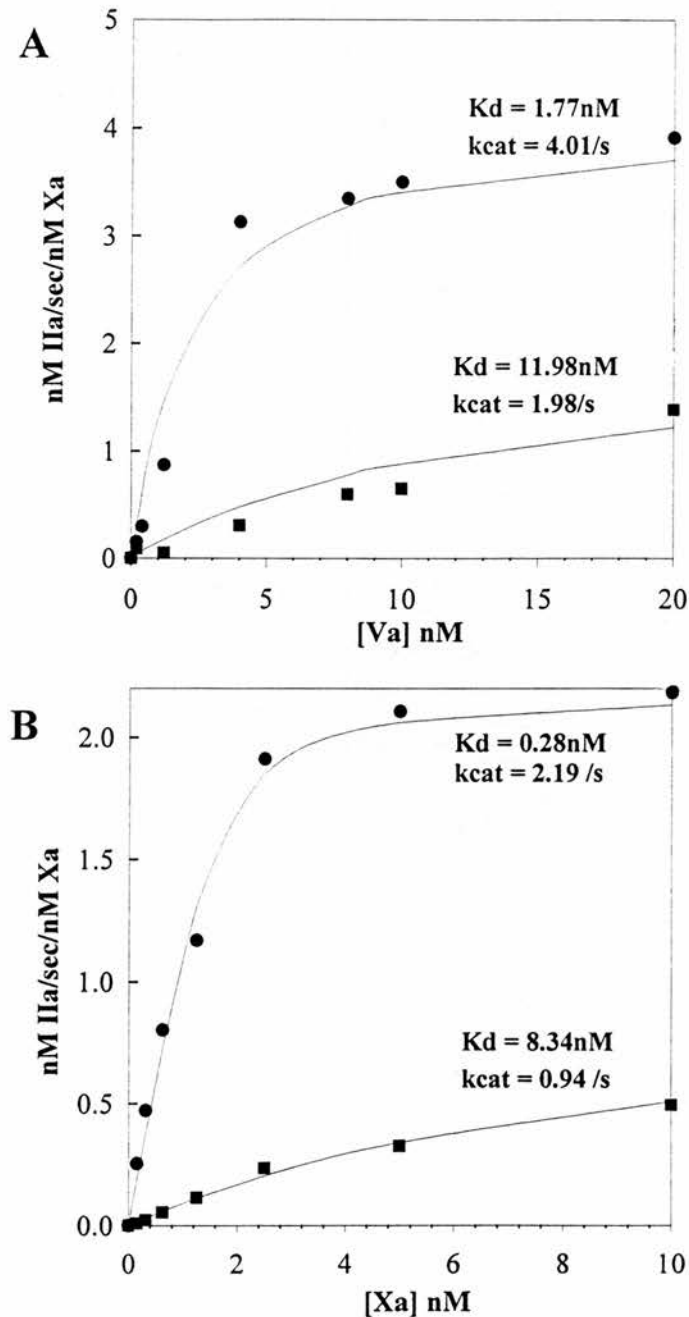 A
5
4
3
2
1
0
nM IIa/sec/nM Xa
Kd = 1.77nM
kcat = 4.01/s
Kd = 11.98nM
kcat = 1.98/s
0
5
10
15
20
[Va] nM
B
2.0
1.5
1.0
0.5
0.0
nM IIa/sec/nM Xa
Kd = 0.28nM
kcat = 2.19 /s
Kd = 8.34nM
kcat = 0.94 /s
0
2
4
6
8
10
[Xa] nM